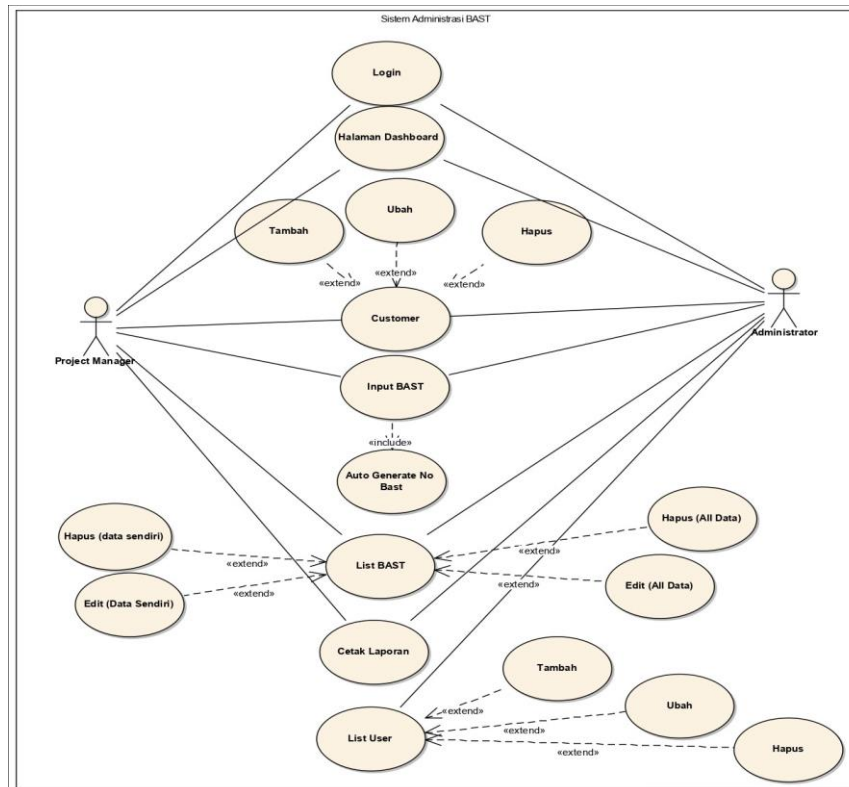 Sistem Administrasi BAST
Login
Halaman Dashboard
Ubah
Tambah
Hapus
«extend»
«extend»
«extend»
Customer
Project Manager
Administrator
Input BAST
«include»
Auto Generate No
Bast
Hapus (data sendiri)
«extend»
Edit (Data Sendiri)
«extend»
List BAST
Hapus (All Data)
«extend»
Edit (All Data)
«extend»
Cetak Laporan
Tambah
«extend»
Ubah
«extend»
List User
«extend»
Hapus